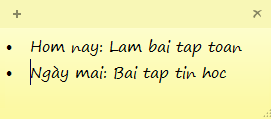 • Hom nay: Lam bai tap toan
• Ngày mai: Bai tap tin hoc